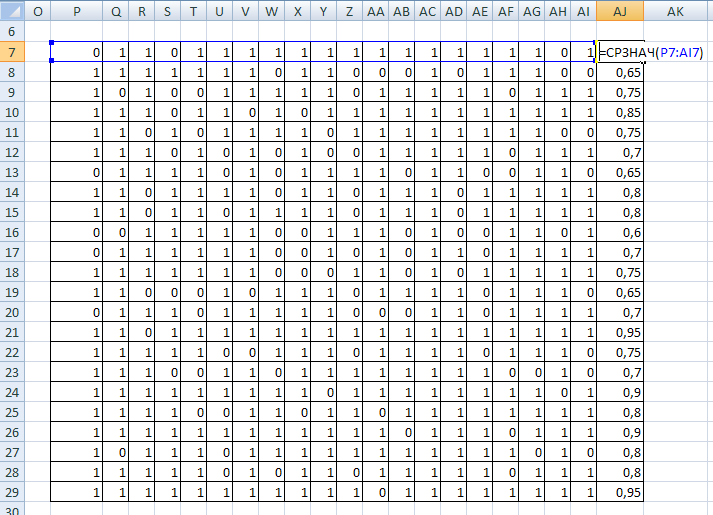 O P Q R S T U V W X Y Z AA AB AC AD AE AF AG AH AI AJ AK
6
7 0 1 1 0 1 1 1 1 1 1 1 1 1 1 1 1 1 1 0 1 =СРЗНАЧ(P7:AI7)
8 1 1 1 1 1 1 1 0 1 1 0 0 0 1 0 1 1 1 0 0 0,65
9 1 0 1 0 0 1 1 1 1 1 0 1 1 1 1 1 0 1 1 1 0,75
10 1 1 1 0 1 1 0 1 0 1 1 1 1 1 1 1 1 1 1 1 0,85
11 1 1 0 1 0 1 1 1 1 0 1 1 1 1 1 1 1 1 0 0 0,75
12 1 1 1 0 1 0 1 0 1 0 0 1 1 1 1 1 0 1 1 1 0,7
13 0 1 1 1 1 1 1 0 1 1 0 1 0 1 1 0 0 1 1 0 0,65
14 1 1 0 1 1 1 1 0 1 1 0 1 1 1 0 1 1 1 1 1 0,8
15 1 1 0 1 1 0 1 1 1 1 0 1 1 1 0 1 1 1 1 1 0,8
16 0 0 1 1 1 1 1 0 0 1 1 0 0 1 1 0 1 1 0 1 0,6
17 0 1 1 1 1 1 1 0 1 1 0 0 0 1 1 0 1 1 1 1 0,7
18 1 1 1 1 1 1 1 0 0 0 1 1 0 1 0 1 1 1 1 1 0,75
19 1 1 0 0 0 1 0 1 1 1 0 1 1 1 1 0 1 1 1 0 0,65
20 0 1 1 1 0 1 1 1 1 1 0 0 0 1 1 0 1 1 1 1 0,7
21 1 1 0 1 1 1 1 1 1 1 1 1 1 1 1 1 1 1 1 1 0,95
22 1 1 1 1 1 0 0 1 1 1 0 1 1 1 1 0 1 1 1 0 0,75
23 1 1 1 0 0 1 1 0 1 1 1 1 1 1 1 1 0 0 1 0 0,7
24 1 1 1 1 1 1 1 1 1 0 1 1 1 1 1 1 1 1 0 1 0,9
25 1 1 1 1 0 0 1 1 0 1 1 0 1 1 1 1 1 1 1 1 0,8
26 1 1 1 1 1 1 1 1 1 1 1 1 0 1 1 1 0 1 1 1 0,9
27 1 0 1 1 1 0 1 1 1 1 1 1 1 1 1 1 1 0 1 0 0,8
28 1 1 1 1 1 0 1 0 1 1 0 1 1 1 1 1 0 1 1 1 0,8
29 1 1 1 1 1 1 1 1 1 1 1 0 1 1 1 1 1 1 1 1 0,95
30